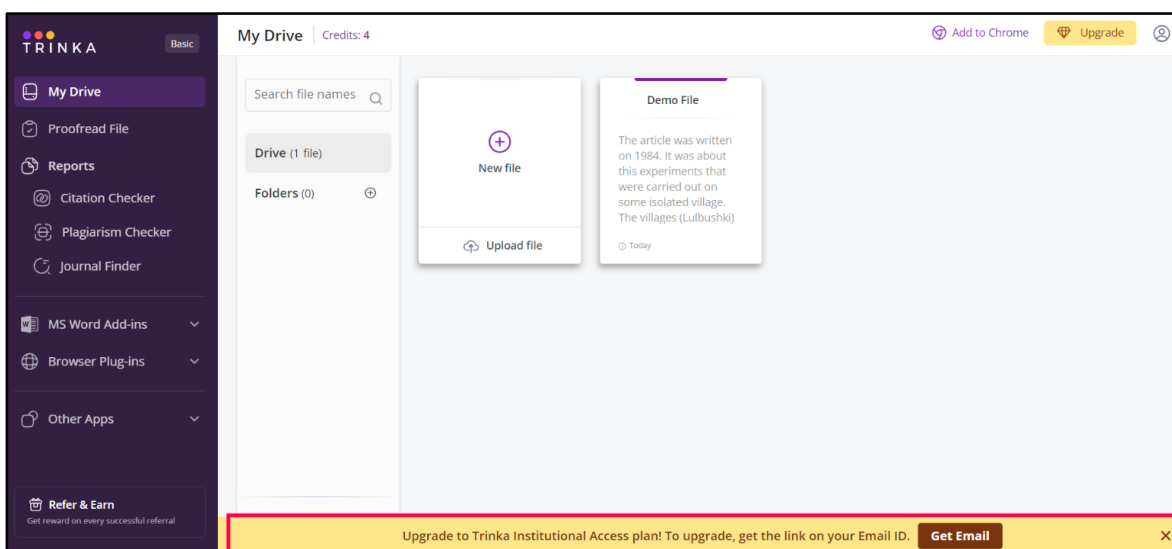 TRINKA
Basic
My Drive
Proofread File
Reports
Citation Checker
Plagiarism Checker
Journal Finder
MS Word Add-ins
Browser Plug-ins
Other Apps
Refer & Earn
Get reward on every successful referral
My Drive Credits: 4
Add to Chrome
Upgrade
Search file names
Drive (1 file)
Folders (0)
New file
Upload file
Demo File
The article was written
on 1984. It was about
this experiments that
were carried out on
some isolated village.
The villages (Lulbushki)
Today
Upgrade to Trinka Institutional Access plan! To upgrade, get the link on your Email ID. Get Email